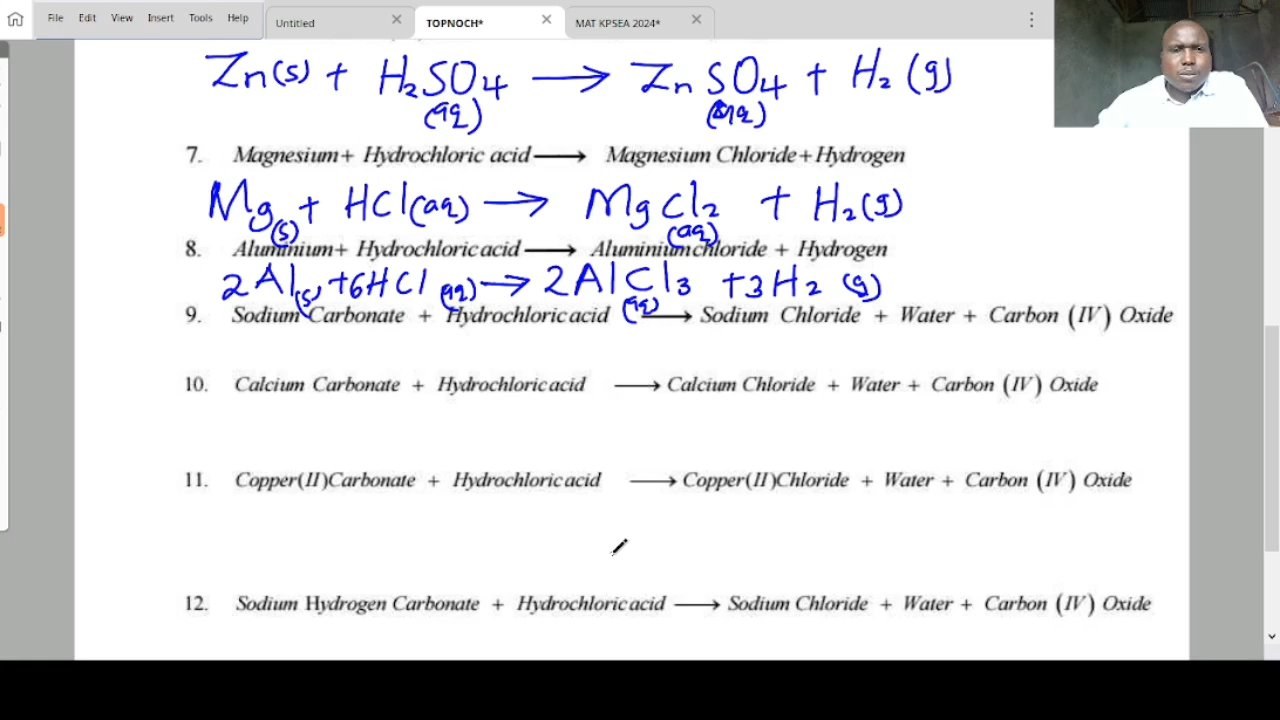 File Edit View Insert Tools Help Untitled TOPNOCH* MAT KPSEA 2024*
Zn(s) + H₂SO4 (aq) → ZnSO4 (aq) + H₂ (g)
7. Magnesium + Hydrochloric acid → Magnesium Chloride + Hydrogen
Mg (s) + HCl (aq) → MgCl₂ (aq) + H₂ (g)
8. Aluminium + Hydrochloric acid → Aluminium chloride + Hydrogen
2Al (s) + 6HCl (aq) → 2AlCl₃ (aq) + 3H₂ (g)
9. Sodium Carbonate + Hydrochloric acid → Sodium Chloride + Water + Carbon (IV) Oxide
10. Calcium Carbonate + Hydrochloric acid → Calcium Chloride + Water + Carbon (IV) Oxide
11. Copper(II)Carbonate + Hydrochloric acid → Copper(II)Chloride + Water + Carbon (IV) Oxide
12. Sodium Hydrogen Carbonate + Hydrochloric acid → Sodium Chloride + Water + Carbon (IV) Oxide